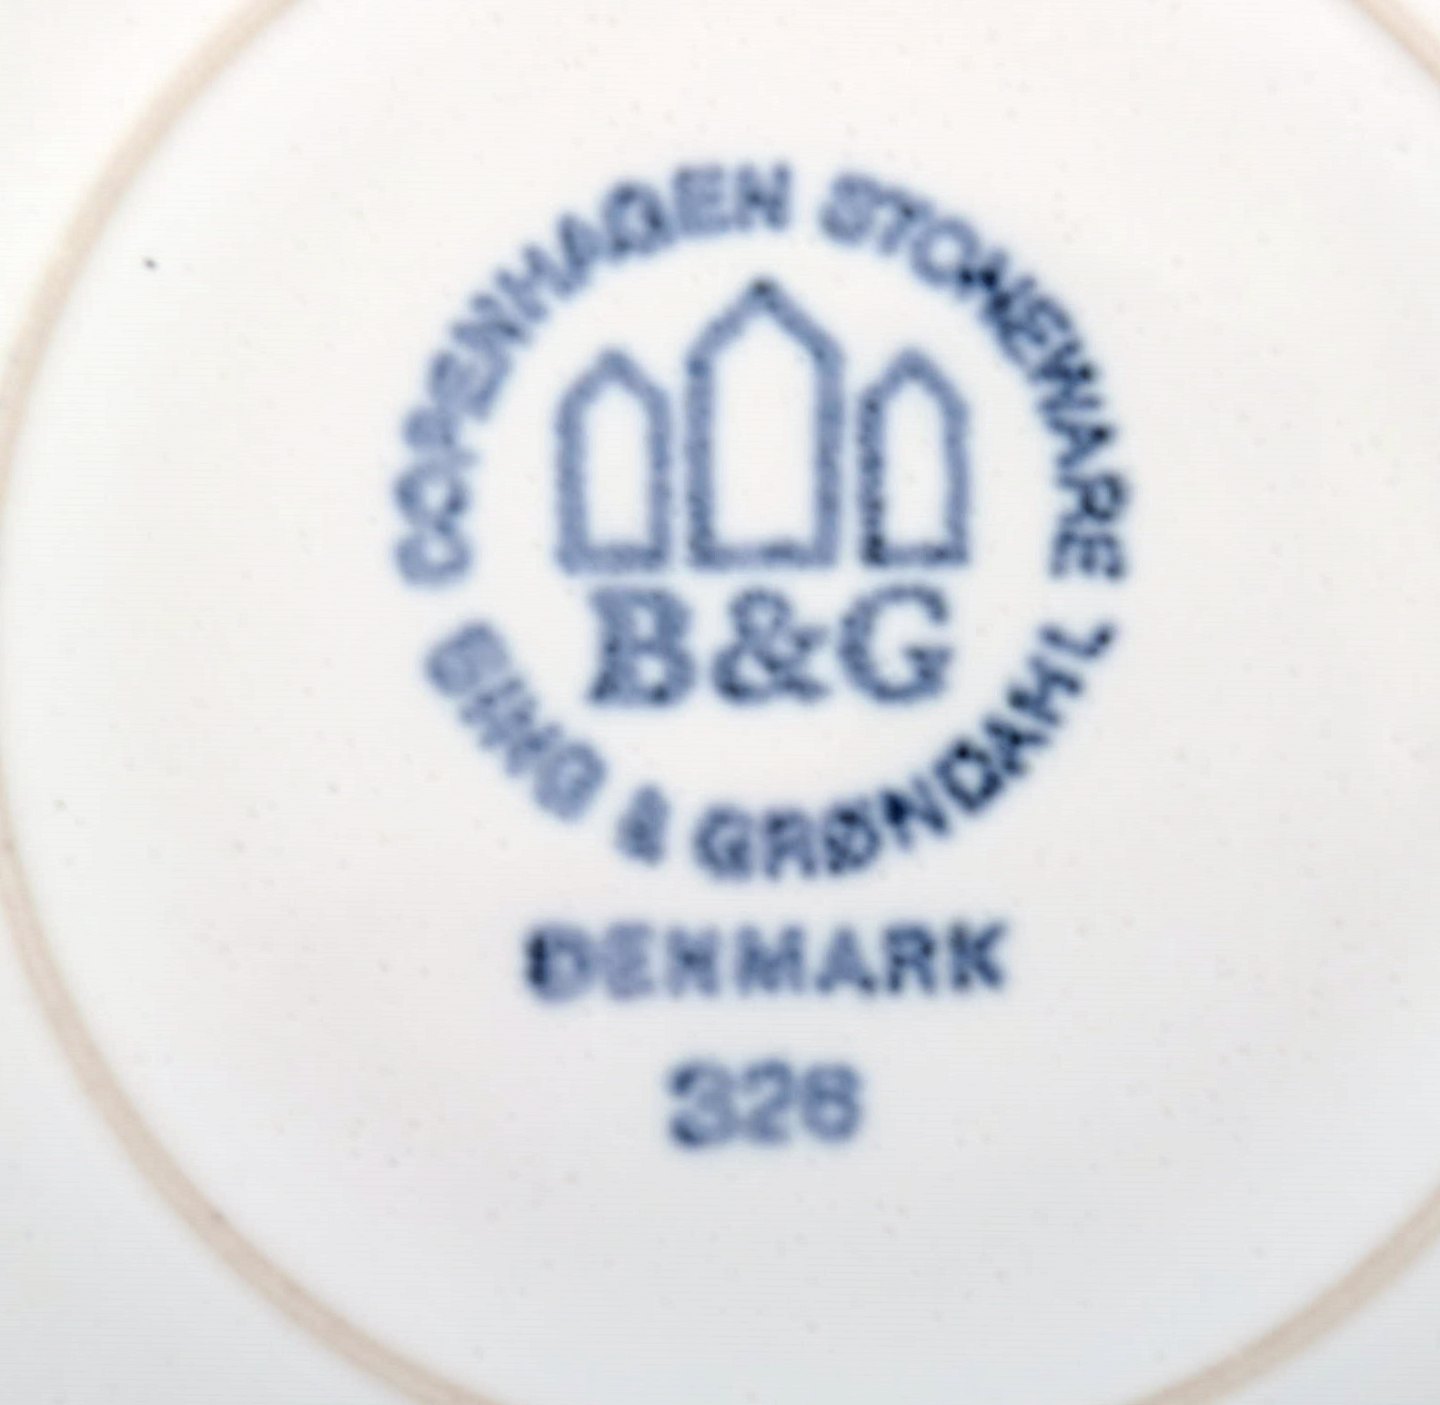 COPENHAGEN STONEWARE
B&G
BING & GRØNDAHL
DENMARK
326